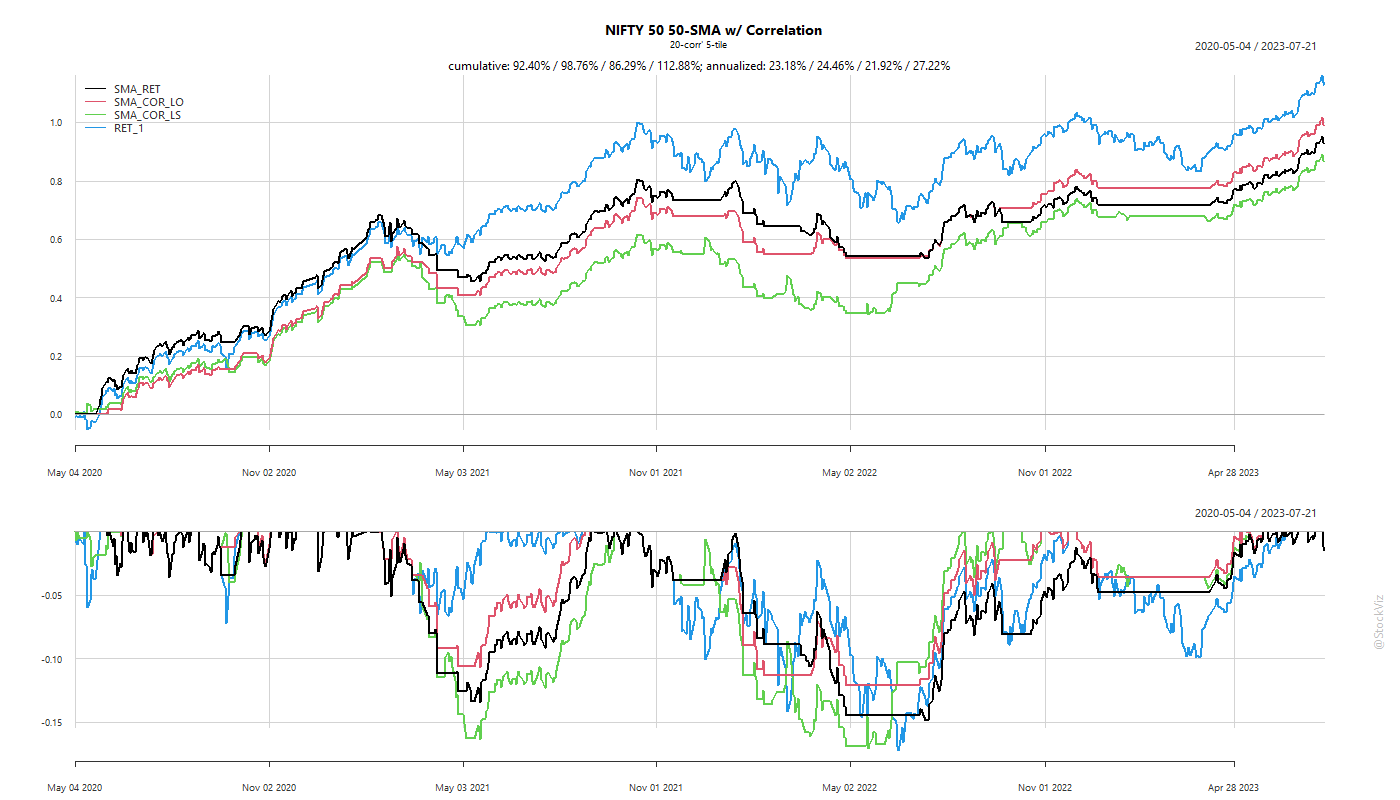 NIFTY 50 50-SMA w/ Correlation
20-corr' 5-tile
2020-05-04 / 2023-07-21
cumulative: 92.40% / 98.76% / 86.29% / 112.88%; annualized: 23.18% / 24.46% / 21.92% / 27.22%
SMA_RET
SMA_COR_LO
SMA_COR_LS
RET_1
1.0
0.8
0.6
0.4
0.2
0.0
May 04 2020
Nov 02 2020
May 03 2021
Nov 01 2021
May 02 2022
Nov 01 2022
Apr 28 2023
2020-05-04 / 2023-07-21
-0.05
-0.10
-0.15
@StockViz
May 04 2020
Nov 02 2020
May 03 2021
Nov 01 2021
May 02 2022
Nov 01 2022
Apr 28 2023